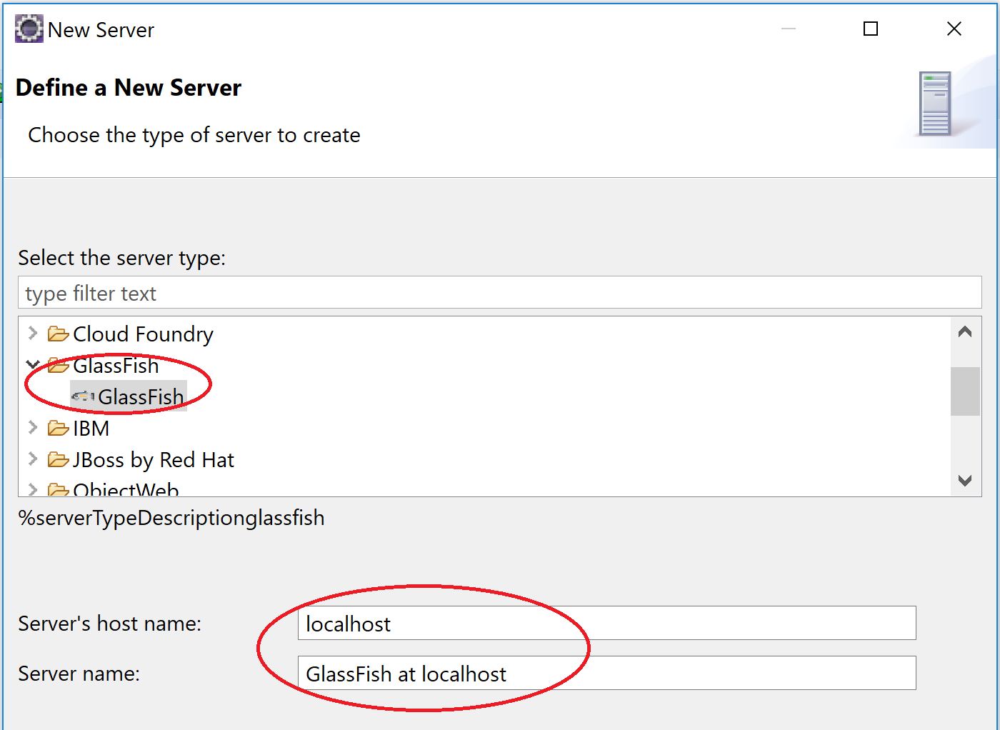 New Server
Define a New Server
Choose the type of server to create
Select the server type:
type filter text
Cloud Foundry
GlassFish
GlassFish
IBM
JBoss by Red Hat
ObjectWeb
%serverTypeDescriptionglassfish
Server's host name: localhost
Server name: GlassFish at localhost